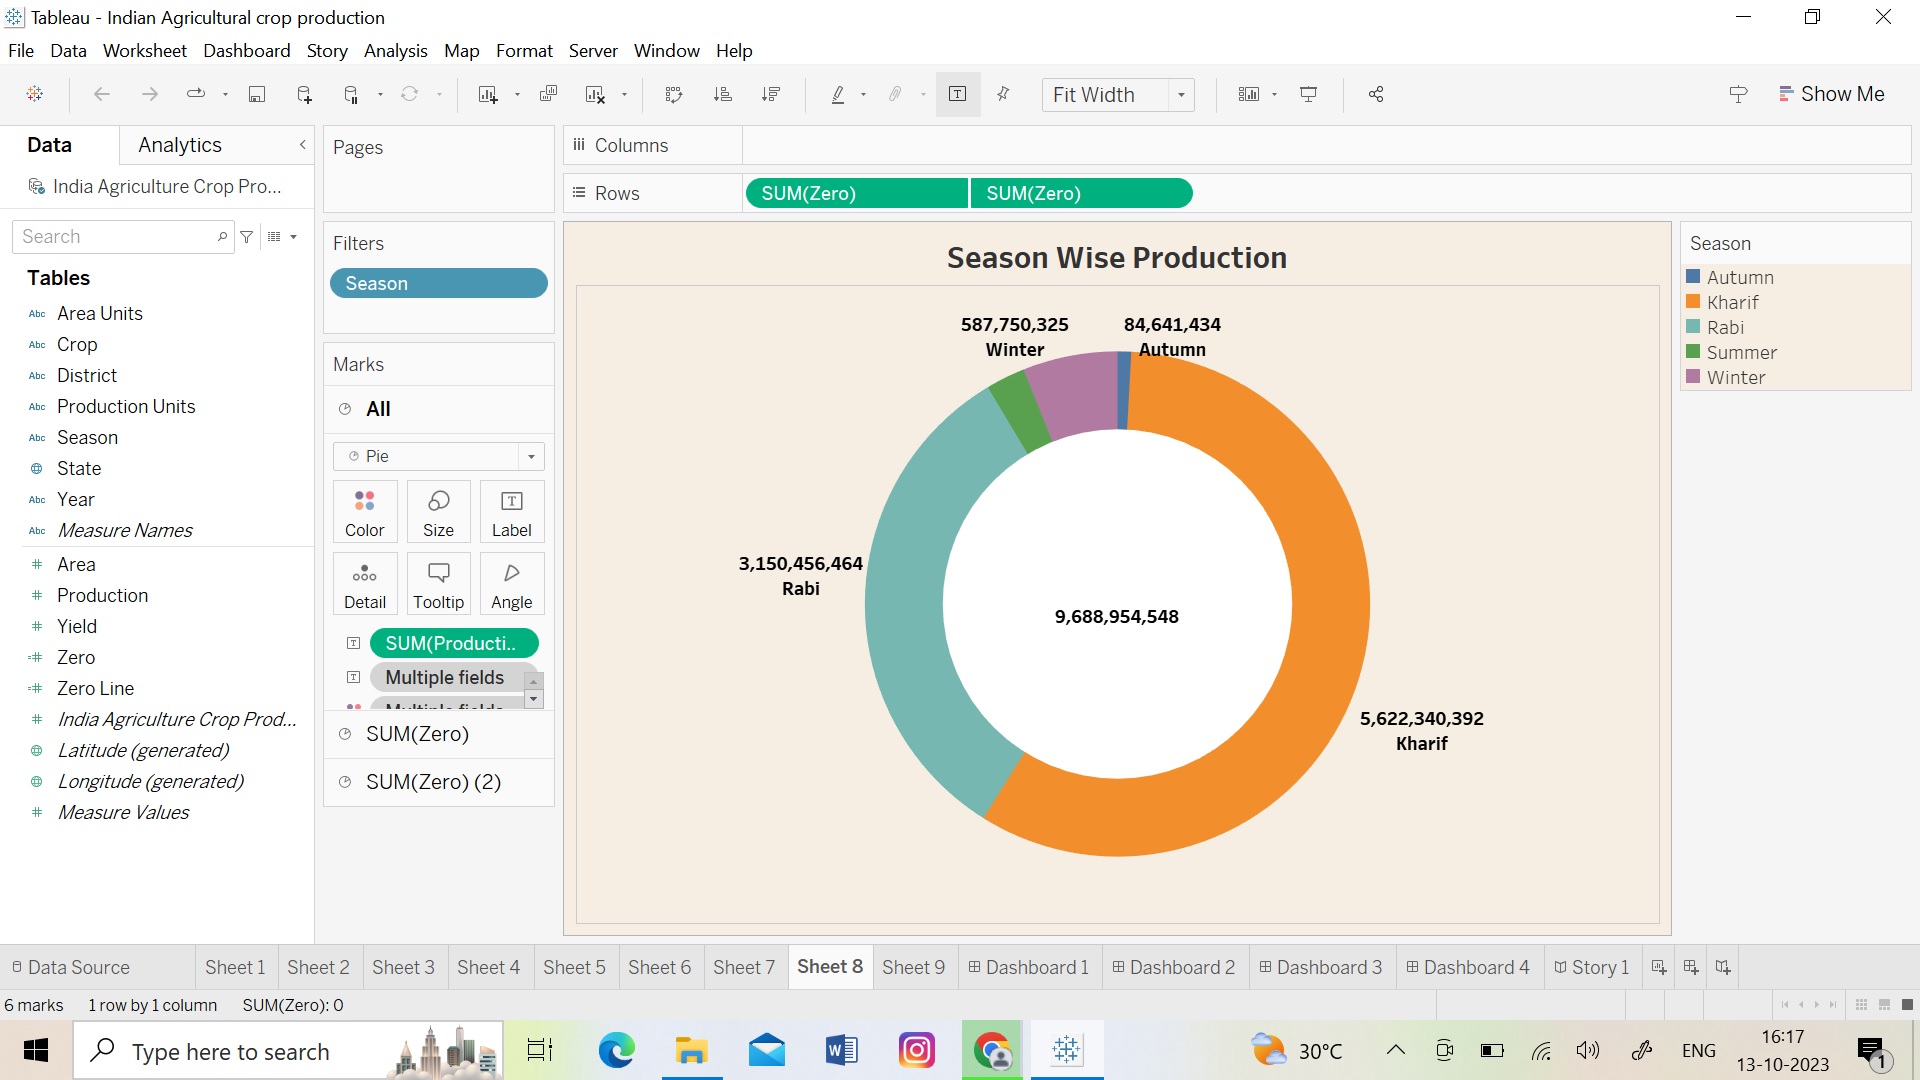 Tableau - Indian Agricultural crop production
File Data Worksheet Dashboard Story Analysis Map Format Server Window Help
Fit Width
Show Me
Data
Analytics
India Agriculture Crop Pro...
Search
Tables
Abc Area Units
Abc Crop
Abc District
Abc Production Units
Abc Season
State
Abc Year
Abc Measure Names
# Area
# Production
# Yield
=# Zero
=# Zero Line
# India Agriculture Crop Prod...
Latitude (generated)
Longitude (generated)
# Measure Values
Pages
Filters
Season
Marks
All
Pie
Color
Size
Label
Detail
Tooltip
Angle
SUM(Producti..
Multiple fields
SUM(Zero)
SUM(Zero) (2)
Columns
Rows
SUM(Zero)
SUM(Zero)
Season Wise Production
587,750,325
Winter
84,641,434
Autumn
3,150,456,464
Rabi
9,688,954,548
5,622,340,392
Kharif
Season
Autumn
Kharif
Rabi
Summer
Winter
Data Source
Sheet 1
Sheet 2
Sheet 3
Sheet 4
Sheet 5
Sheet 6
Sheet 7
Sheet 8
Sheet 9
Dashboard 1
Dashboard 2
Dashboard 3
Dashboard 4
Story 1
6 marks
1 row by 1 column
SUM(Zero): 0
Type here to search
30°C
ENG
16:17
13-10-2023
1